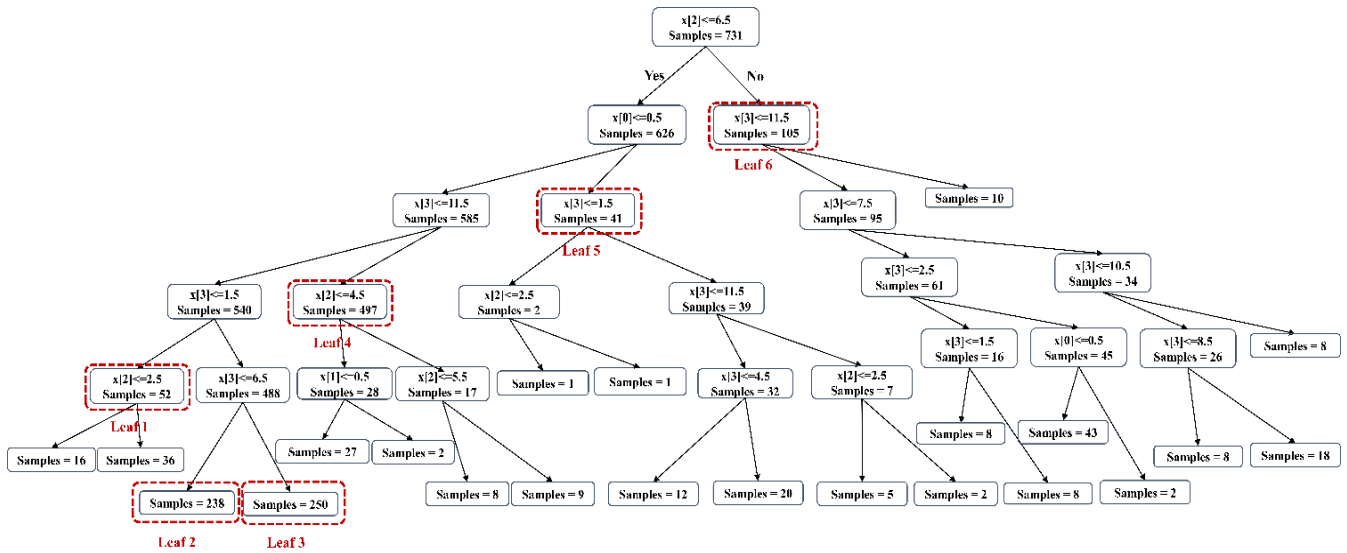 x[2]<=6.5
Samples = 731
Yes
No
x[0]<=0.5
Samples = 626
x[3]<=11.5
Samples = 105
Leaf 6
x[3]<=11.5
Samples = 585
x[3]<=1.5
Samples = 41
Leaf 5
x[3]<=7.5
Samples = 95
Samples = 10
x[3]<=1.5
Samples = 540
x[2]<=4.5
Samples = 497
Leaf 4
x[2]<=2.5
Samples = 2
x[3]<=11.5
Samples = 39
x[3]<=2.5
Samples = 61
x[3]<=10.5
Samples = 34
x[2]<=2.5
Samples = 52
Leaf 1
x[3]<=6.5
Samples = 488
x[1]<=0.5
Samples = 28
x[2]<=5.5
Samples = 17
Samples = 1
Samples = 1
x[3]<=4.5
Samples = 32
x[2]<=2.5
Samples = 7
x[3]<=1.5
Samples = 16
x[0]<=0.5
Samples = 45
x[3]<=8.5
Samples = 26
Samples = 8
Samples = 16
Samples = 36
Samples = 27
Samples = 2
Samples = 8
Samples = 43
Samples = 8
Samples = 18
Samples = 238
Samples = 250
Samples = 8
Samples = 9
Samples = 12
Samples = 20
Samples = 5
Samples = 2
Samples = 8
Samples = 2
Leaf 2
Leaf 3